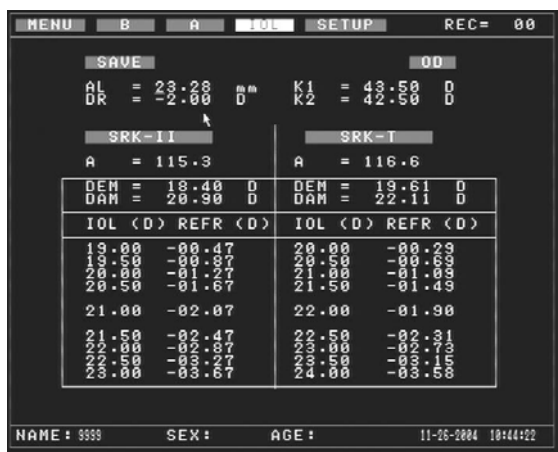 MENU B A IOL SETUP REC= 00
SAVE OD
AL = 23.28 mm K1 = 43.50 D
DR = -2.00 D K2 = 42.50 D
SRK-II SRK-T
A = 115.3 A = 116.6
DEM = 18.40 D DEM = 19.61 D
DAM = 20.90 D DAM = 22.11 D
IOL (D) REFR (D) IOL (D) REFR (D)
19.00 -00.47 20.00 -00.29
19.50 -00.87 20.50 -00.69
20.00 -01.27 21.00 -01.09
20.50 -01.67 21.50 -01.49
21.00 -02.07 22.00 -01.90
21.50 -02.47 22.50 -02.31
22.00 -02.87 23.00 -02.73
22.50 -03.27 23.50 -03.15
23.00 -03.67 24.00 -03.58
NAME: 9999 SEX: AGE: 11-26-2004 10:44:22